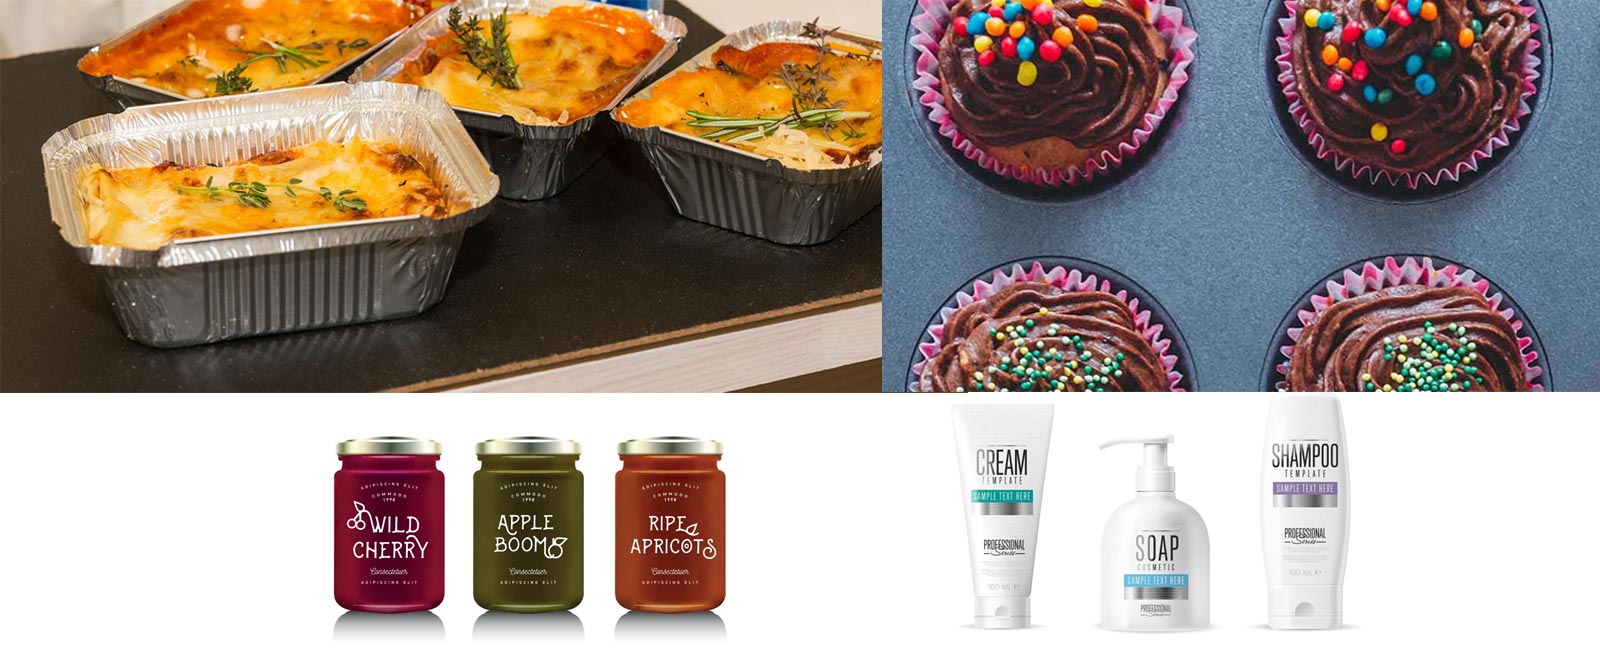 ADIPISCING ELIT
COMMODO
1998
WILD
CHERRY
Consectetuer
ADIPISCING ELIT
ADIPISCING ELIT
COMMODO
1998
APPLE
BOOM
Consectetuer
ADIPISCING ELIT
ADIPISCING ELIT
COMMODO
1998
RIPE
APRICOTS
Consectetuer
ADIPISCING ELIT
CREAM
TEMPLATE
SAMPLE TEXT HERE
PROFESSIONAL
Series
100 ML
SOAP
COSMETIC
SAMPLE TEXT HERE
PROFESSIONAL
Series
SHAMPOO
TEMPLATE
SAMPLE TEXT HERE
PROFESSIONAL
Series
100 ML